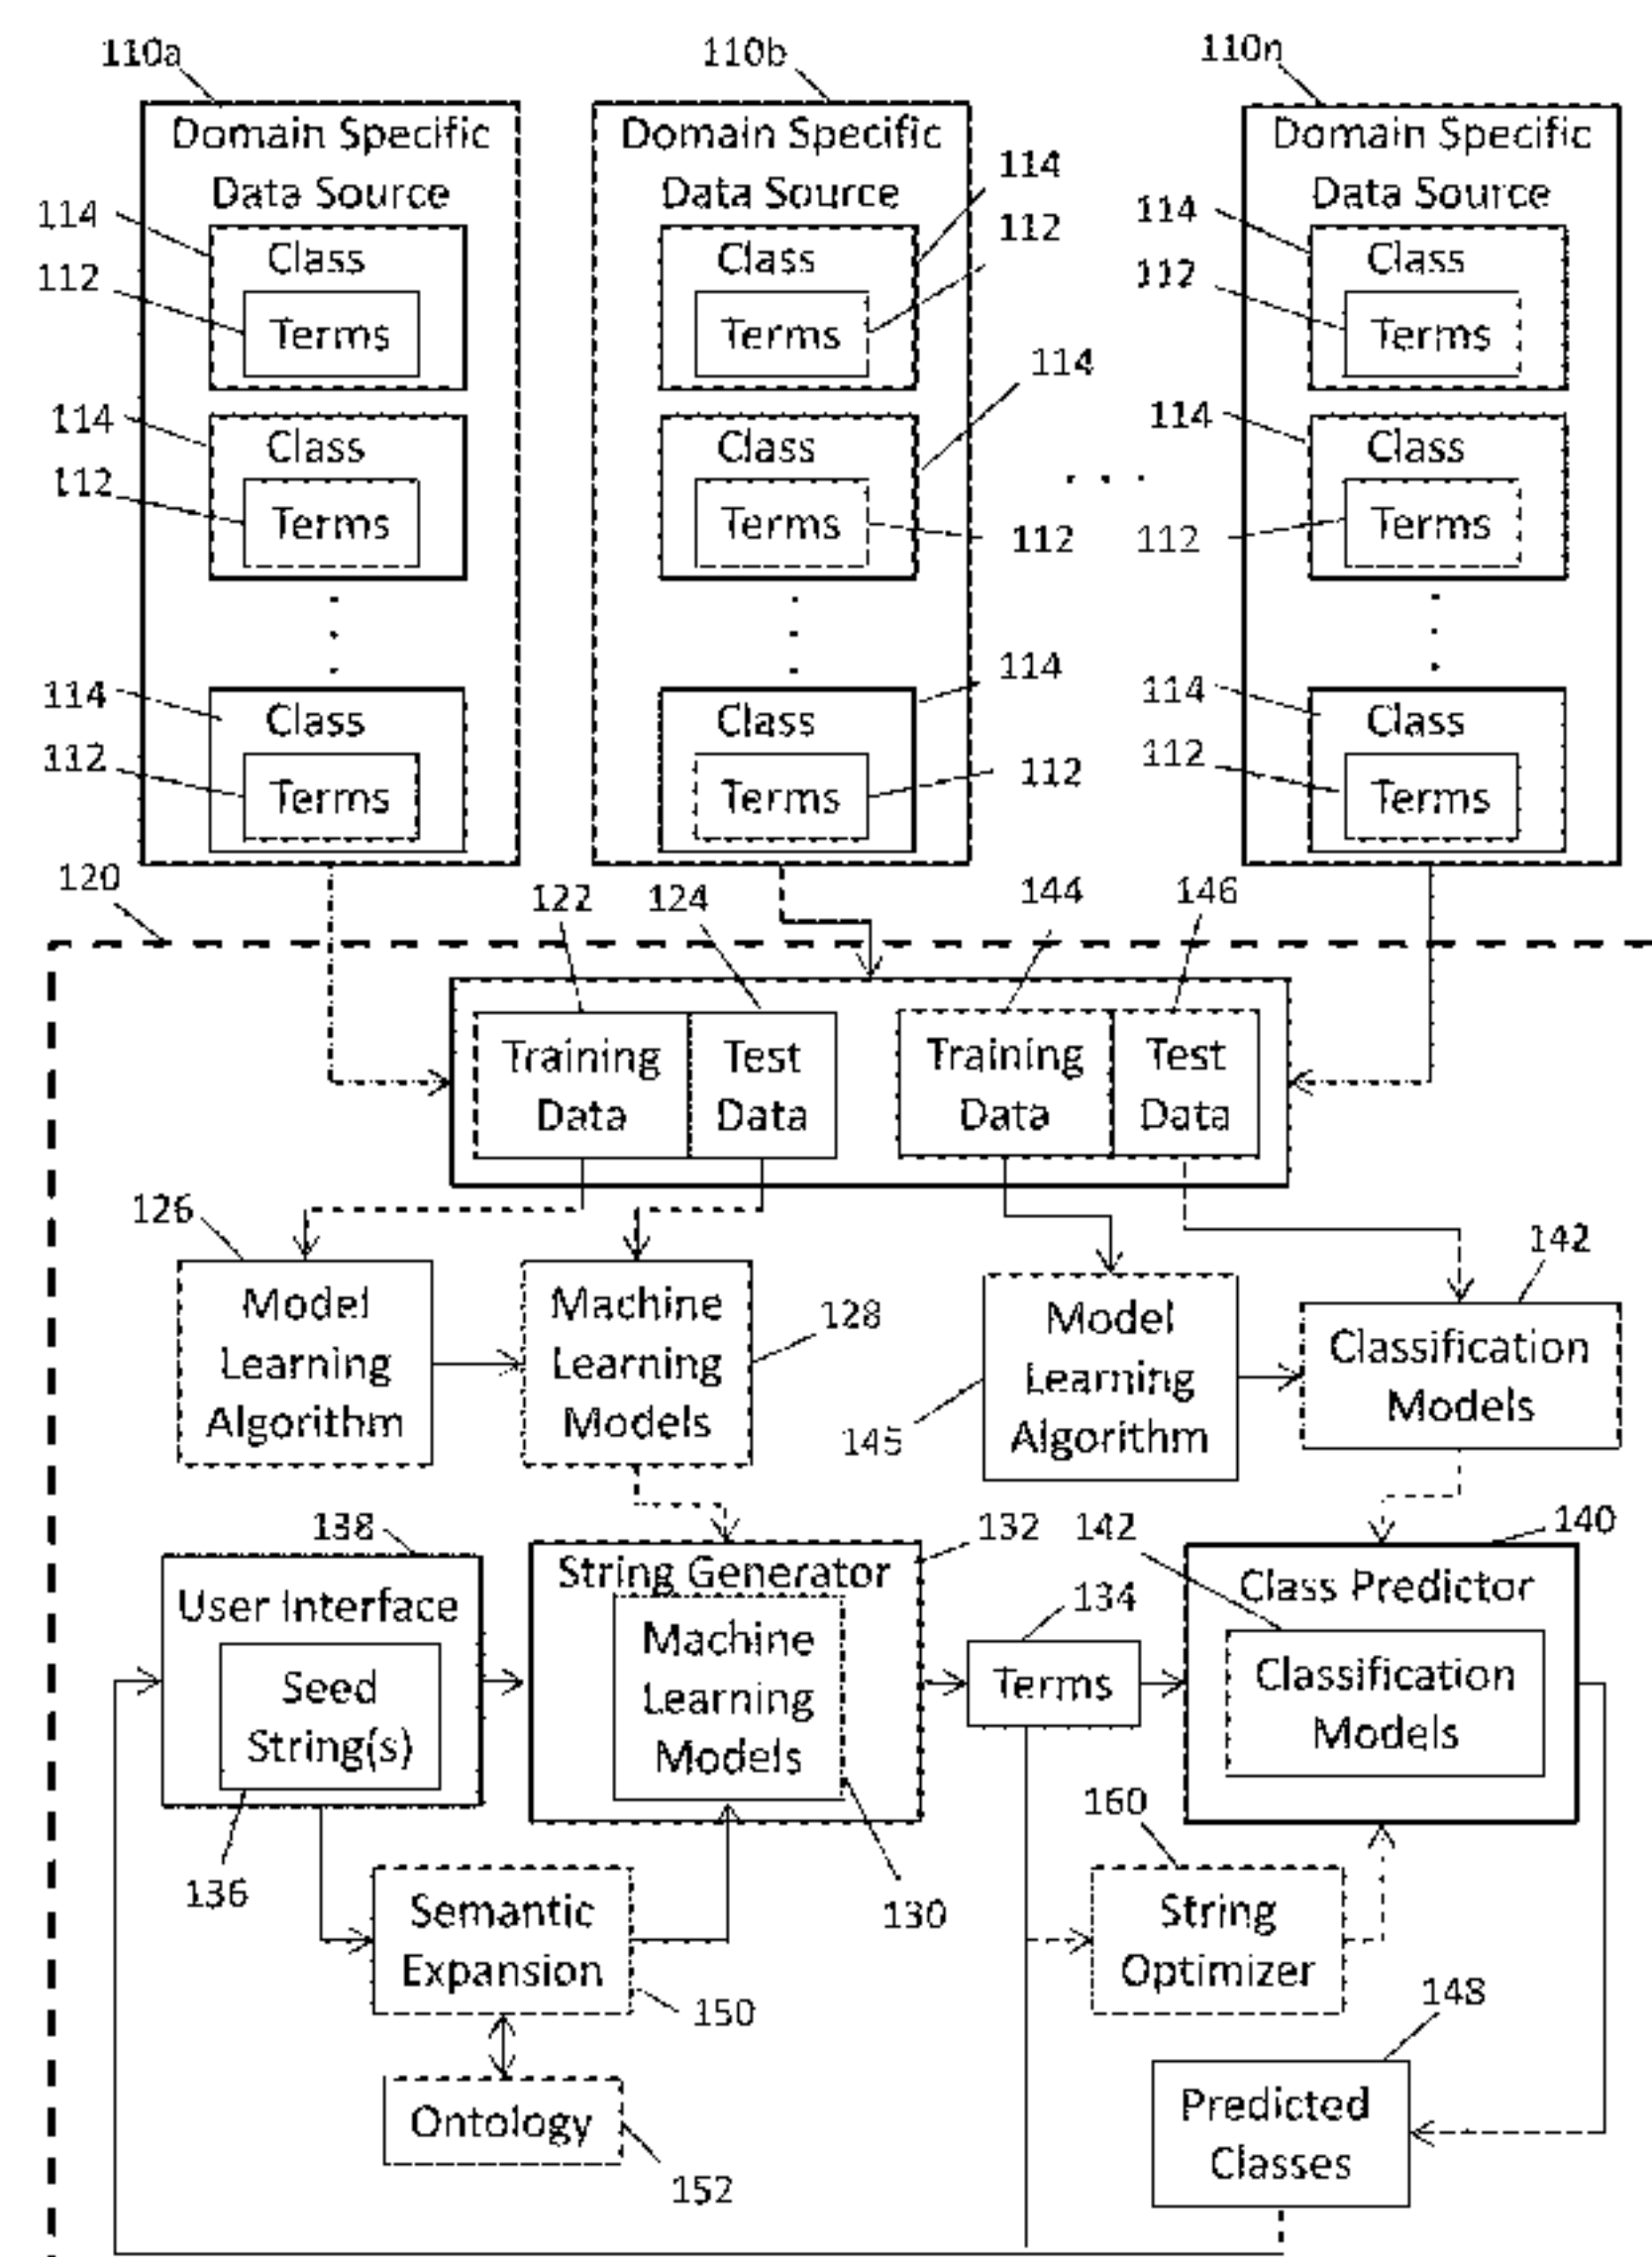 110a
110b
110n
Domain Specific
Data Source
Domain Specific
Data Source
Domain Specific
Data Source
114
Class
112
Terms
114
Class
112
Terms
114
Class
112
Terms
114
Class
112
Terms
114
Class
112
Terms
114
Class
112
Terms
114
Class
112
Terms
. . .
114
Class
112
Terms
114
Class
112
Terms
120
122
124
144
146
Training
Data
Test
Data
Training
Data
Test
Data
126
Model
Learning
Algorithm
Machine
Learning
Models
128
Model
Learning
Algorithm
145
142
Classification
Models
138
User Interface
Seed
String(s)
136
132
String Generator
Machine
Learning
Models
130
134
Terms
142
140
Class Predictor
Classification
Models
Semantic
Expansion
150
Ontology
152
160
String
Optimizer
148
Predicted
Classes